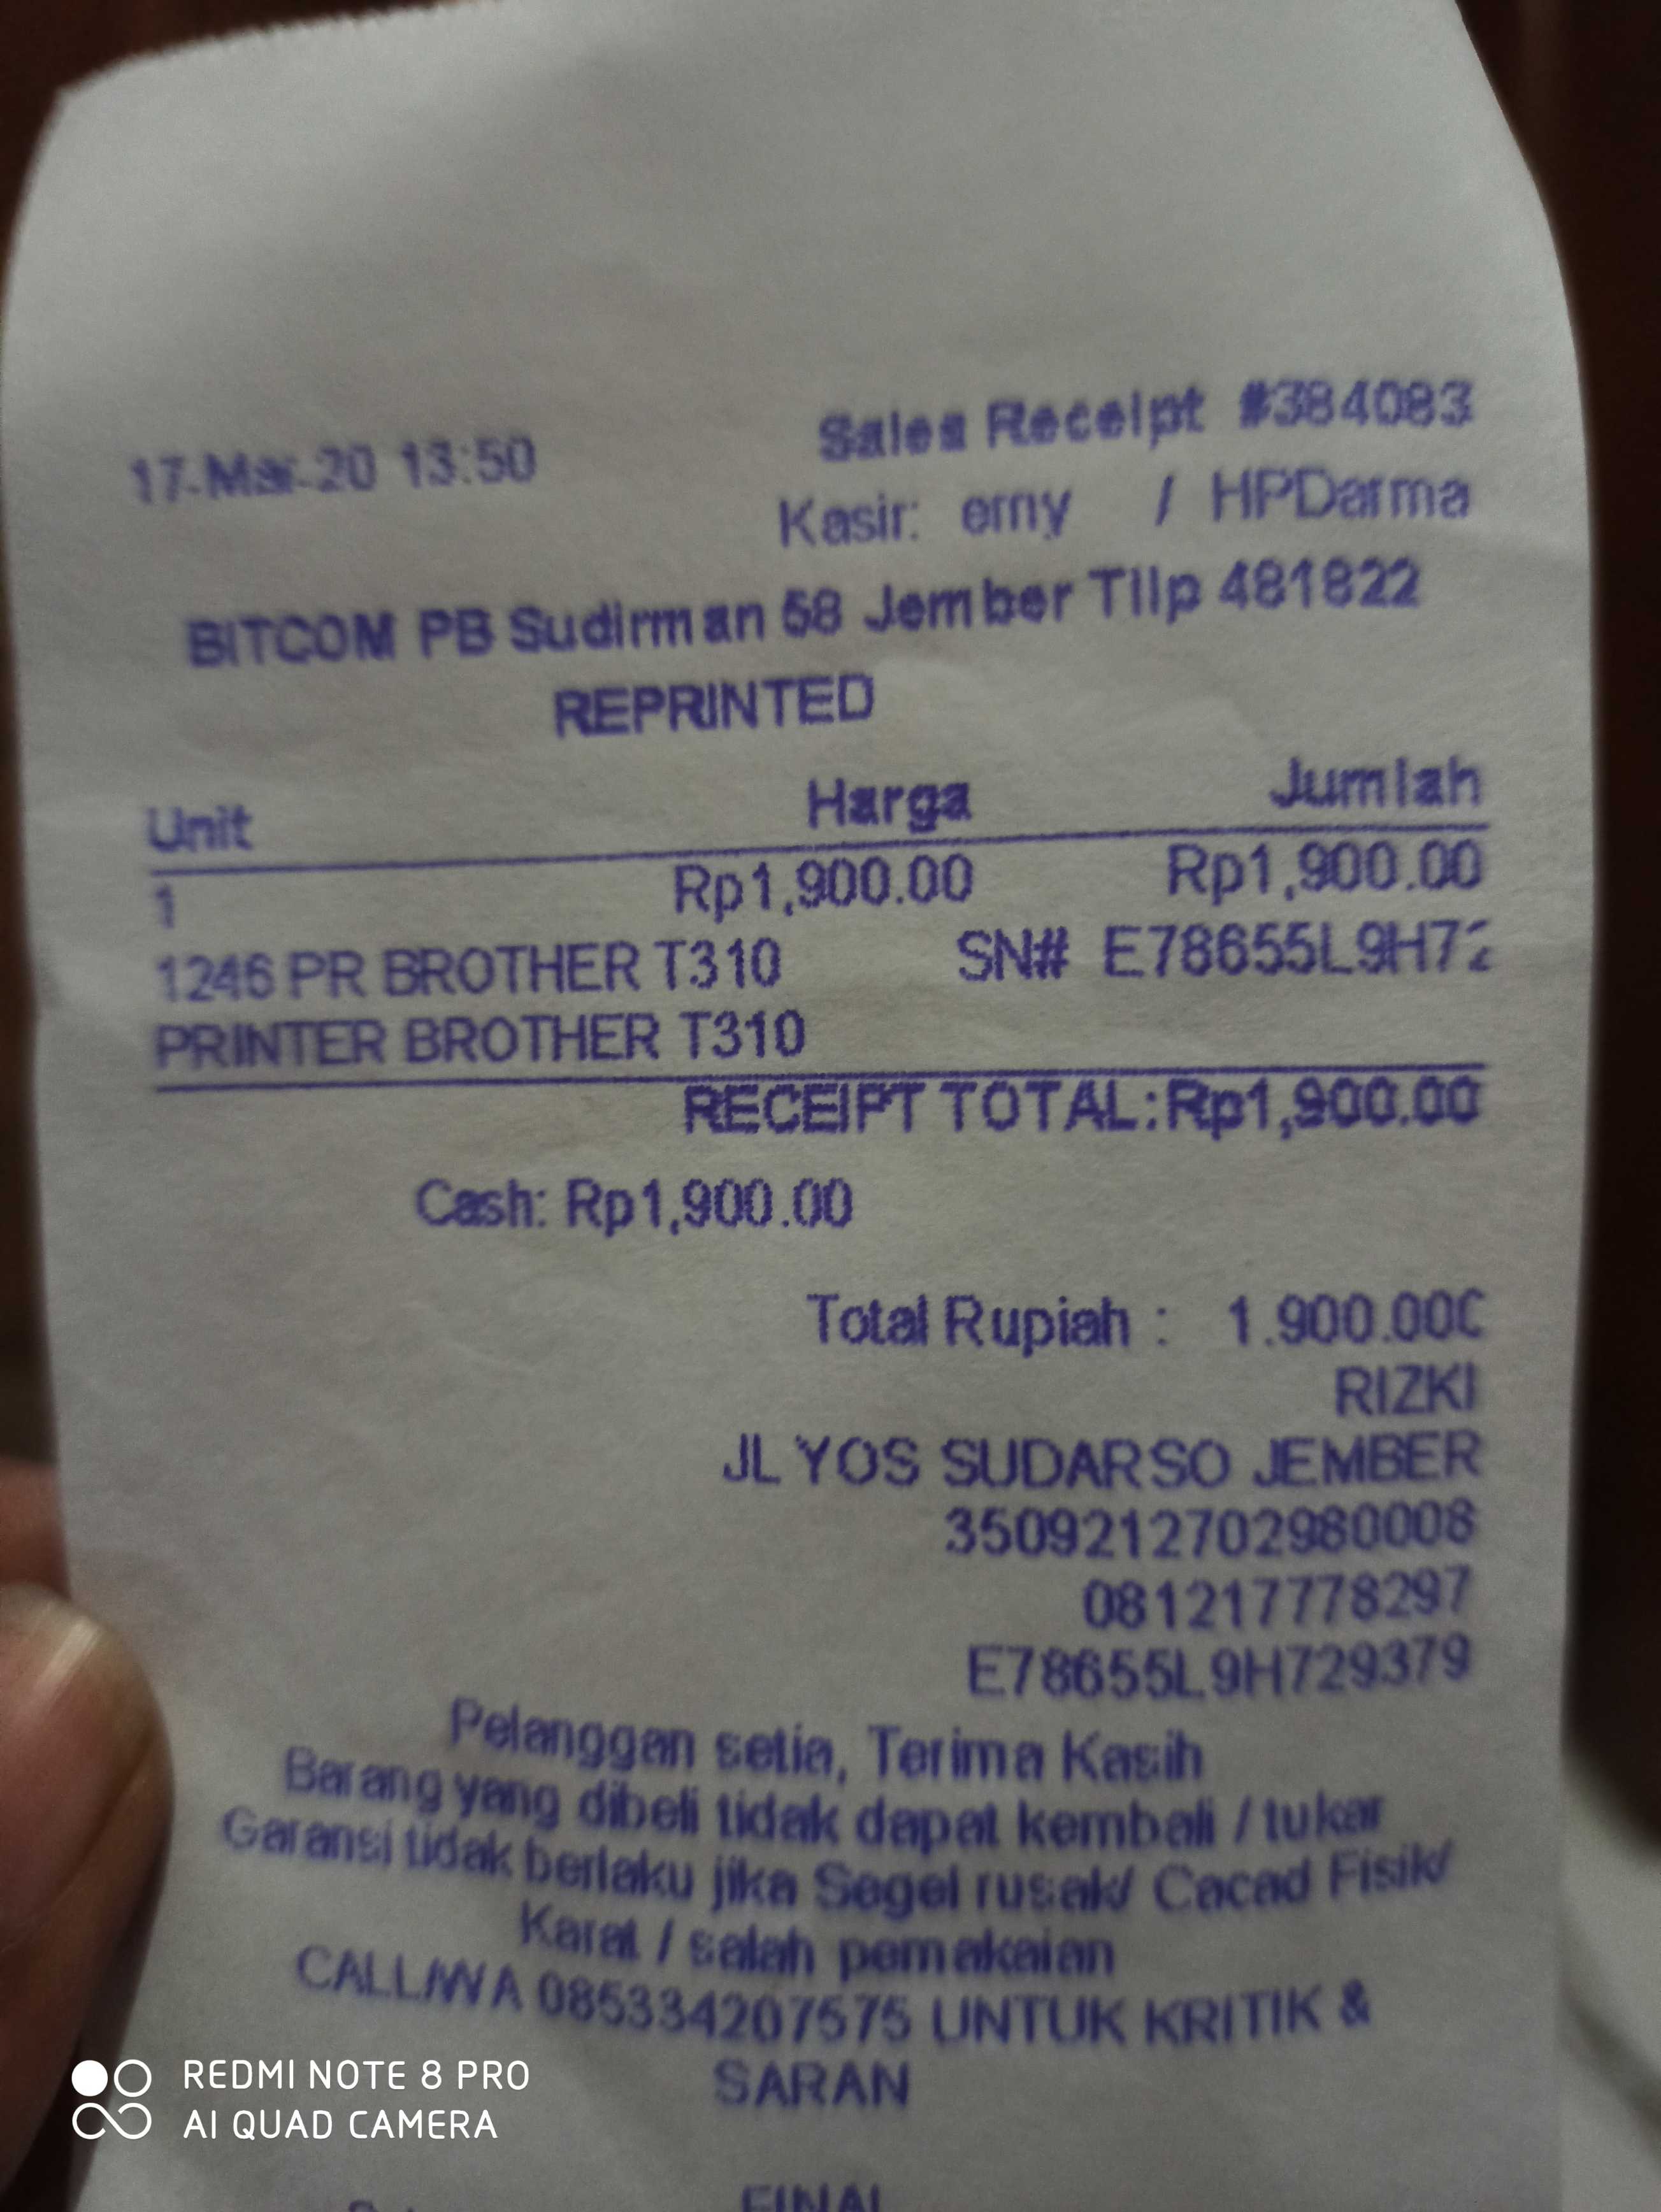 17-Mar-20 13:50 Sales Receipt #384083
Kasir: erny / HPDarma
BITCOM PB Sudirman 58 Jember Tllp 481822
REPRINTED
Unit Harga Jumlah
1 Rp1,900.00 Rp1,900.00
1246 PR BROTHER T310 SN# E78655L9H72
PRINTER BROTHER T310
RECEIPT TOTAL: Rp1,900.00
Cash: Rp1,900.00
Total Rupiah : 1.900.000
RIZKI
JL YOS SUDARSO JEMBER
3509212702980008
081217778297
E78655L9H729379
Pelanggan setia, Terima Kasih
Barang yang dibeli tidak dapat kembali / tukar
Garansi tidak berlaku jika Segel rusak/ Cacad Fisik/
Karat / salah pemakaian
CALL/WA 085334207575 UNTUK KRITIK &
SARAN
FINAL
REDMI NOTE 8 PRO
AI QUAD CAMERA